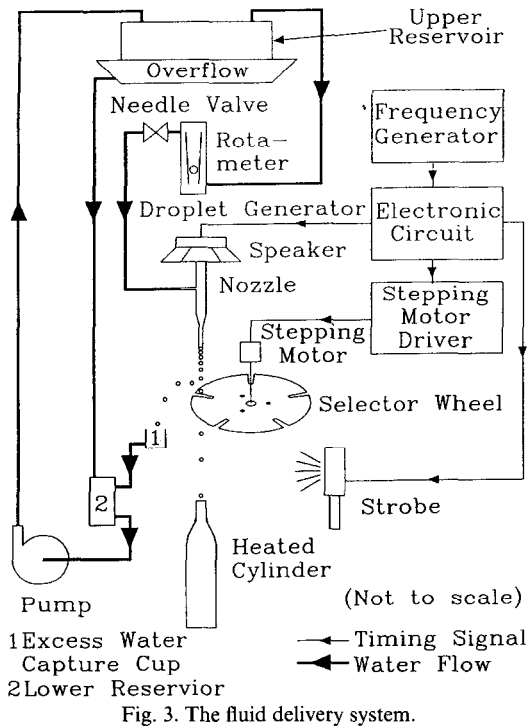 Upper
Reservoir
Overflow
Needle Valve
Rota-
meter
Frequency
Generator
Droplet Generator
Electronic
Circuit
Speaker
Nozzle
Stepping
Motor
Driver
Stepping
Motor
Selector Wheel
1
2
Strobe
Heated
Cylinder
Pump
(Not to scale)
1 Excess Water
Capture Cup
2 Lower Reservior
Timing Signal
Water Flow
Fig. 3. The fluid delivery system.